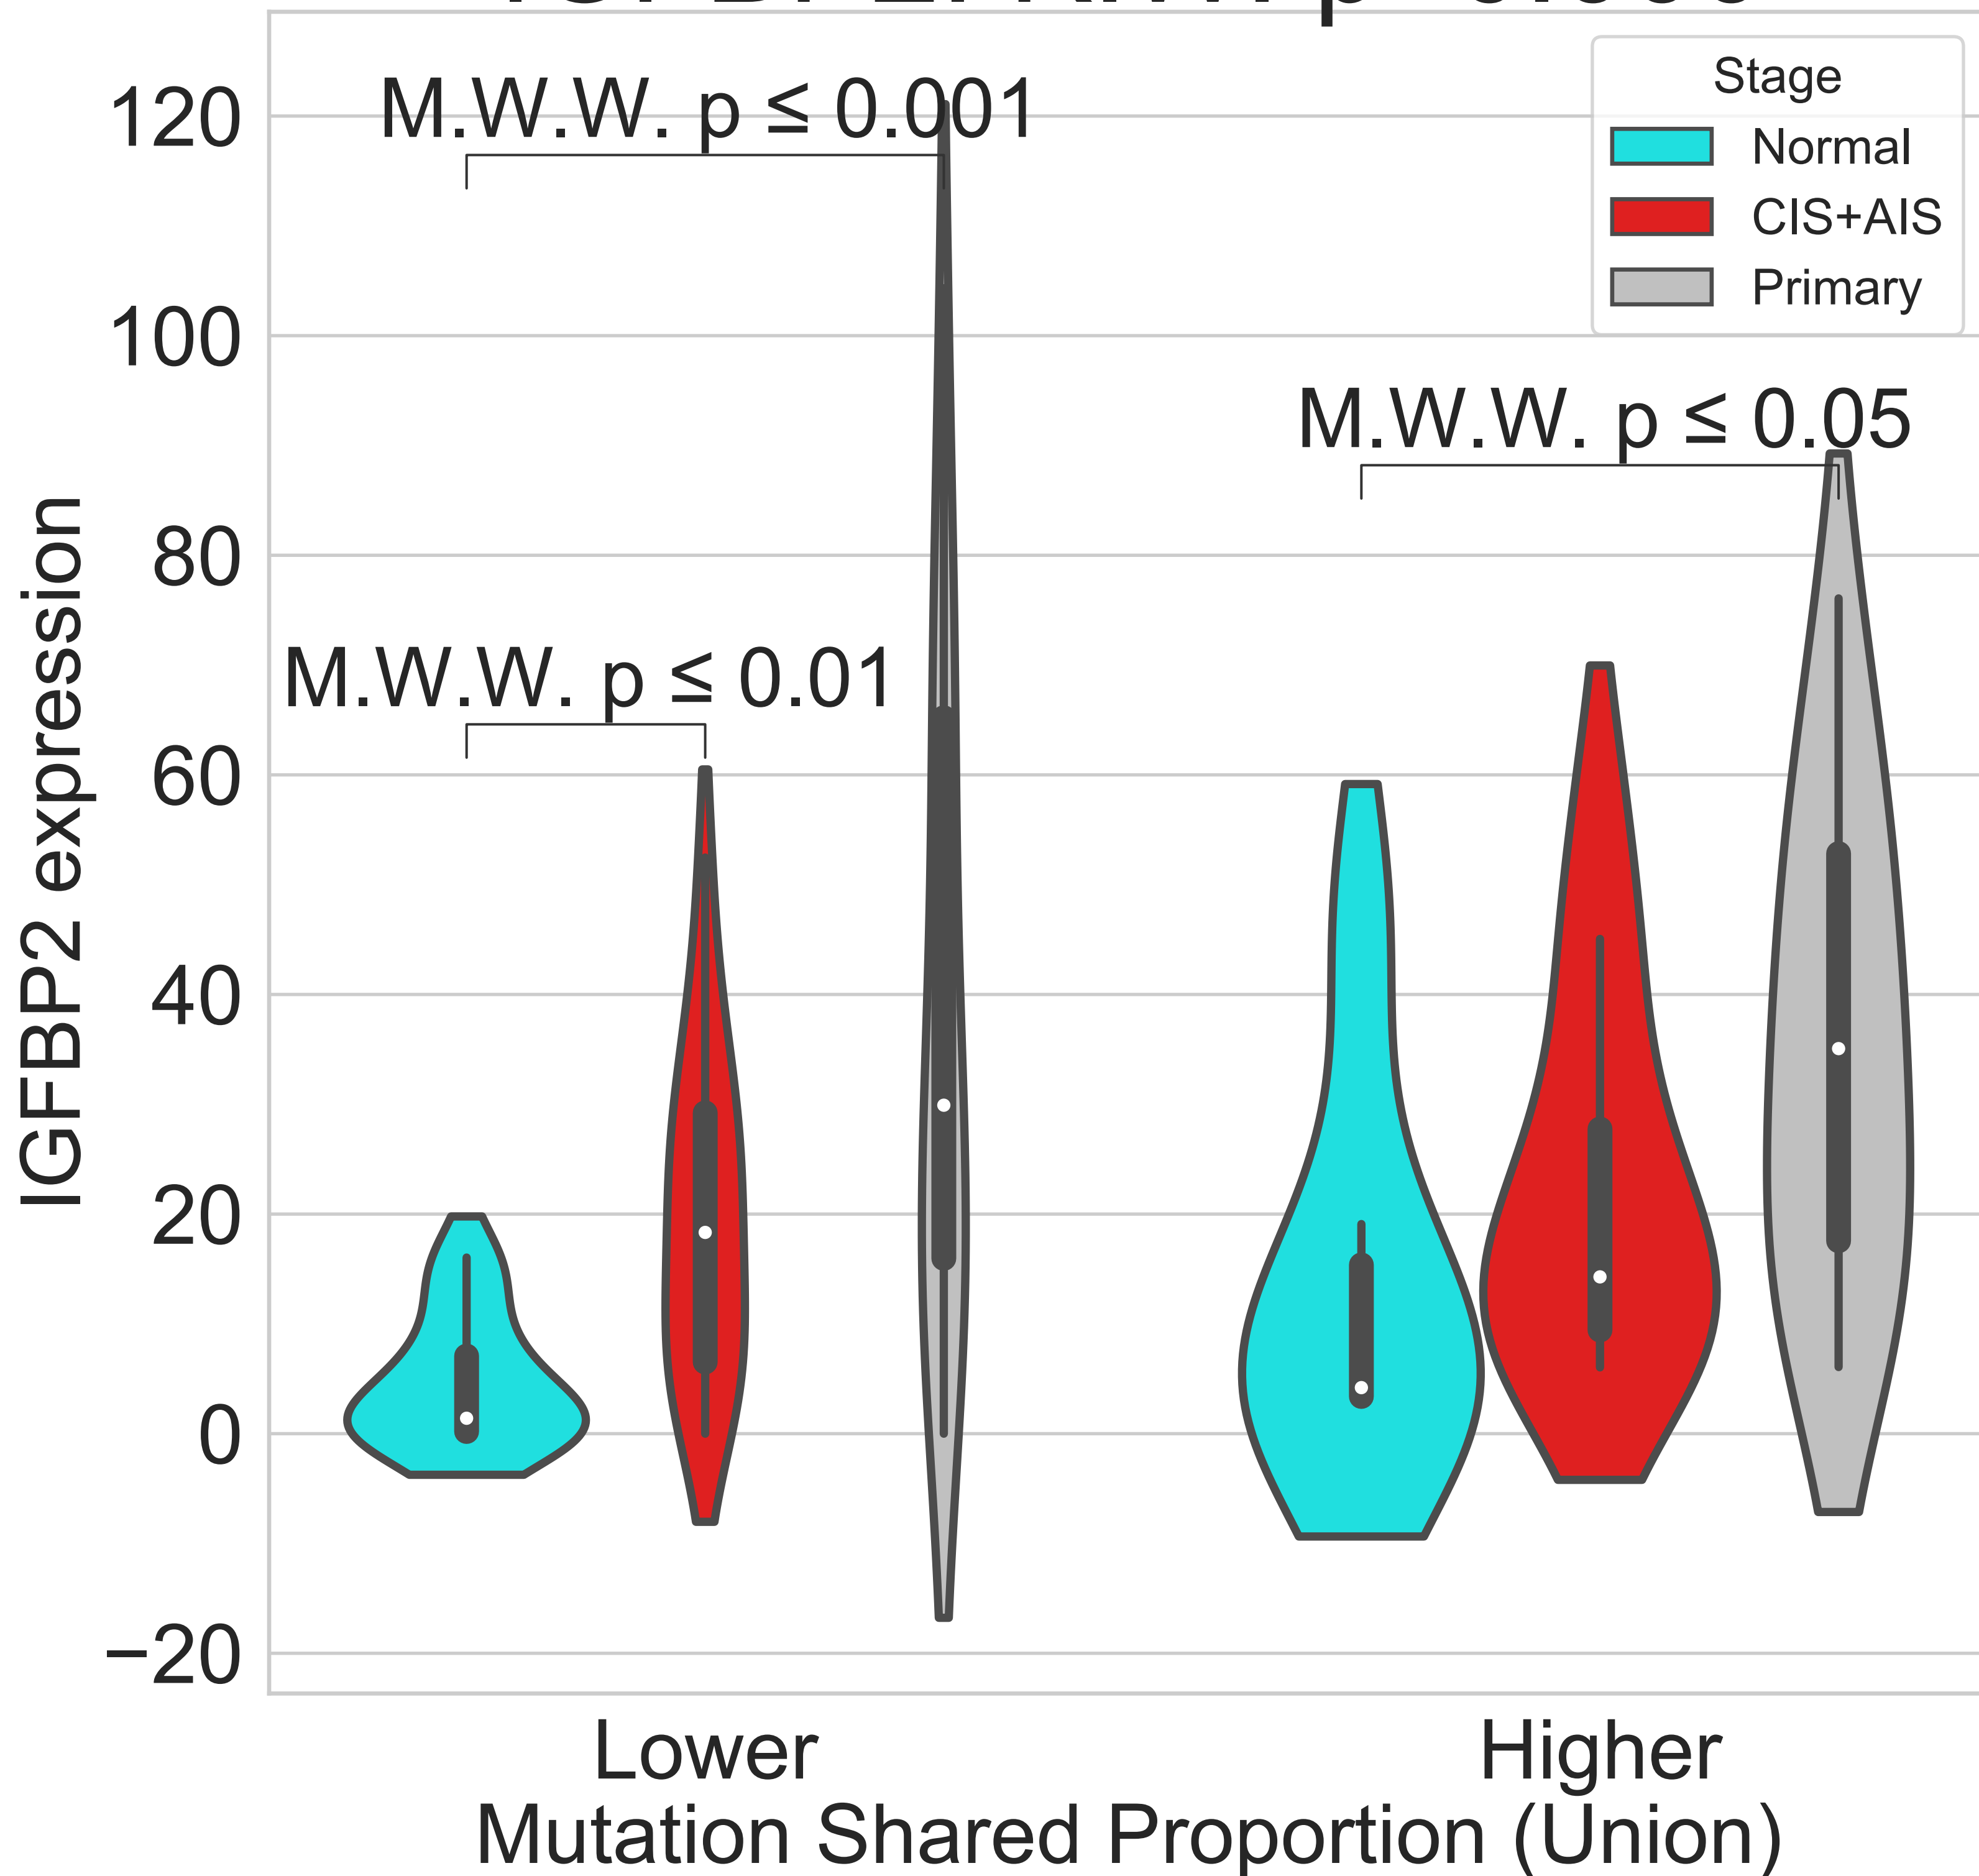 M.W.W. p ≤ 0.001
Stage
Normal
CIS+AIS
Primary
M.W.W. p ≤ 0.05
M.W.W. p ≤ 0.01
IGFBP2 expression
120
100
80
60
40
20
0
−20
Lower
Higher
Mutation Shared Proportion (Union)